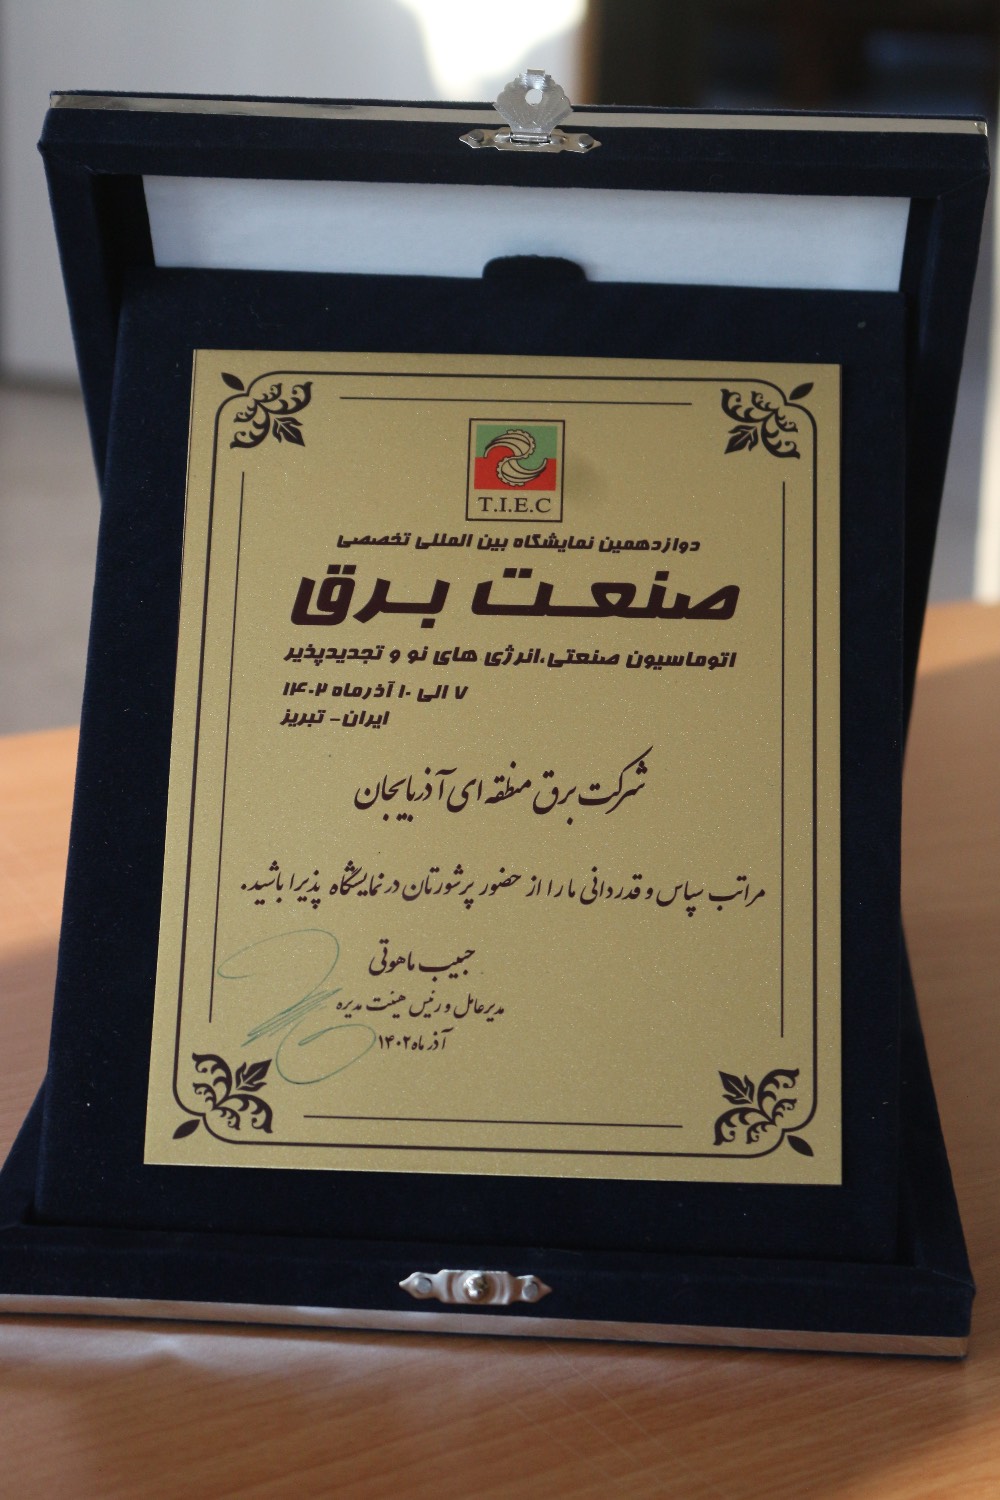 T.I.E.C
دوازدهمین نمایشگاه بین المللی تخصصی
صنعت برق
اتوماسیون صنعتی،انرژی های نو و تجدیدپذیر
۷ الی ۱۰ آذرماه ۱۴۰۲
ایران- تبریز
شرکت برق منطقه ای آذربایجان
مراتب سپاس و قدردانی ما را از حضور پرشورتان در نمایشگاه پذیرا باشید.
حبیب ماهوتی
مدیرعامل و رئیس هیئت مدیره
آذر ماه ۱۴۰۲